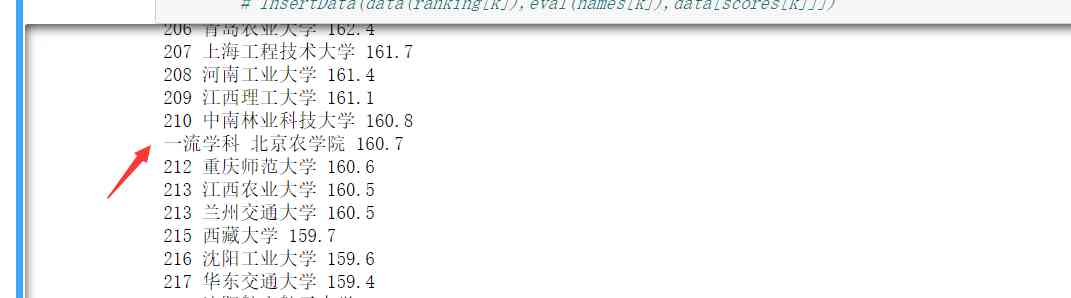 # InsertData(data(ranking[k]),eval(names[k]),data[scores[k]])
206 青岛农业大学 162.4
207 上海工程技术大学 161.7
208 河南工业大学 161.4
209 江西理工大学 161.1
210 中南林业科技大学 160.8
一流学科 北京农学院 160.7
212 重庆师范大学 160.6
213 江西农业大学 160.5
213 兰州交通大学 160.5
215 西藏大学 159.7
216 沈阳工业大学 159.6
217 华东交通大学 159.4